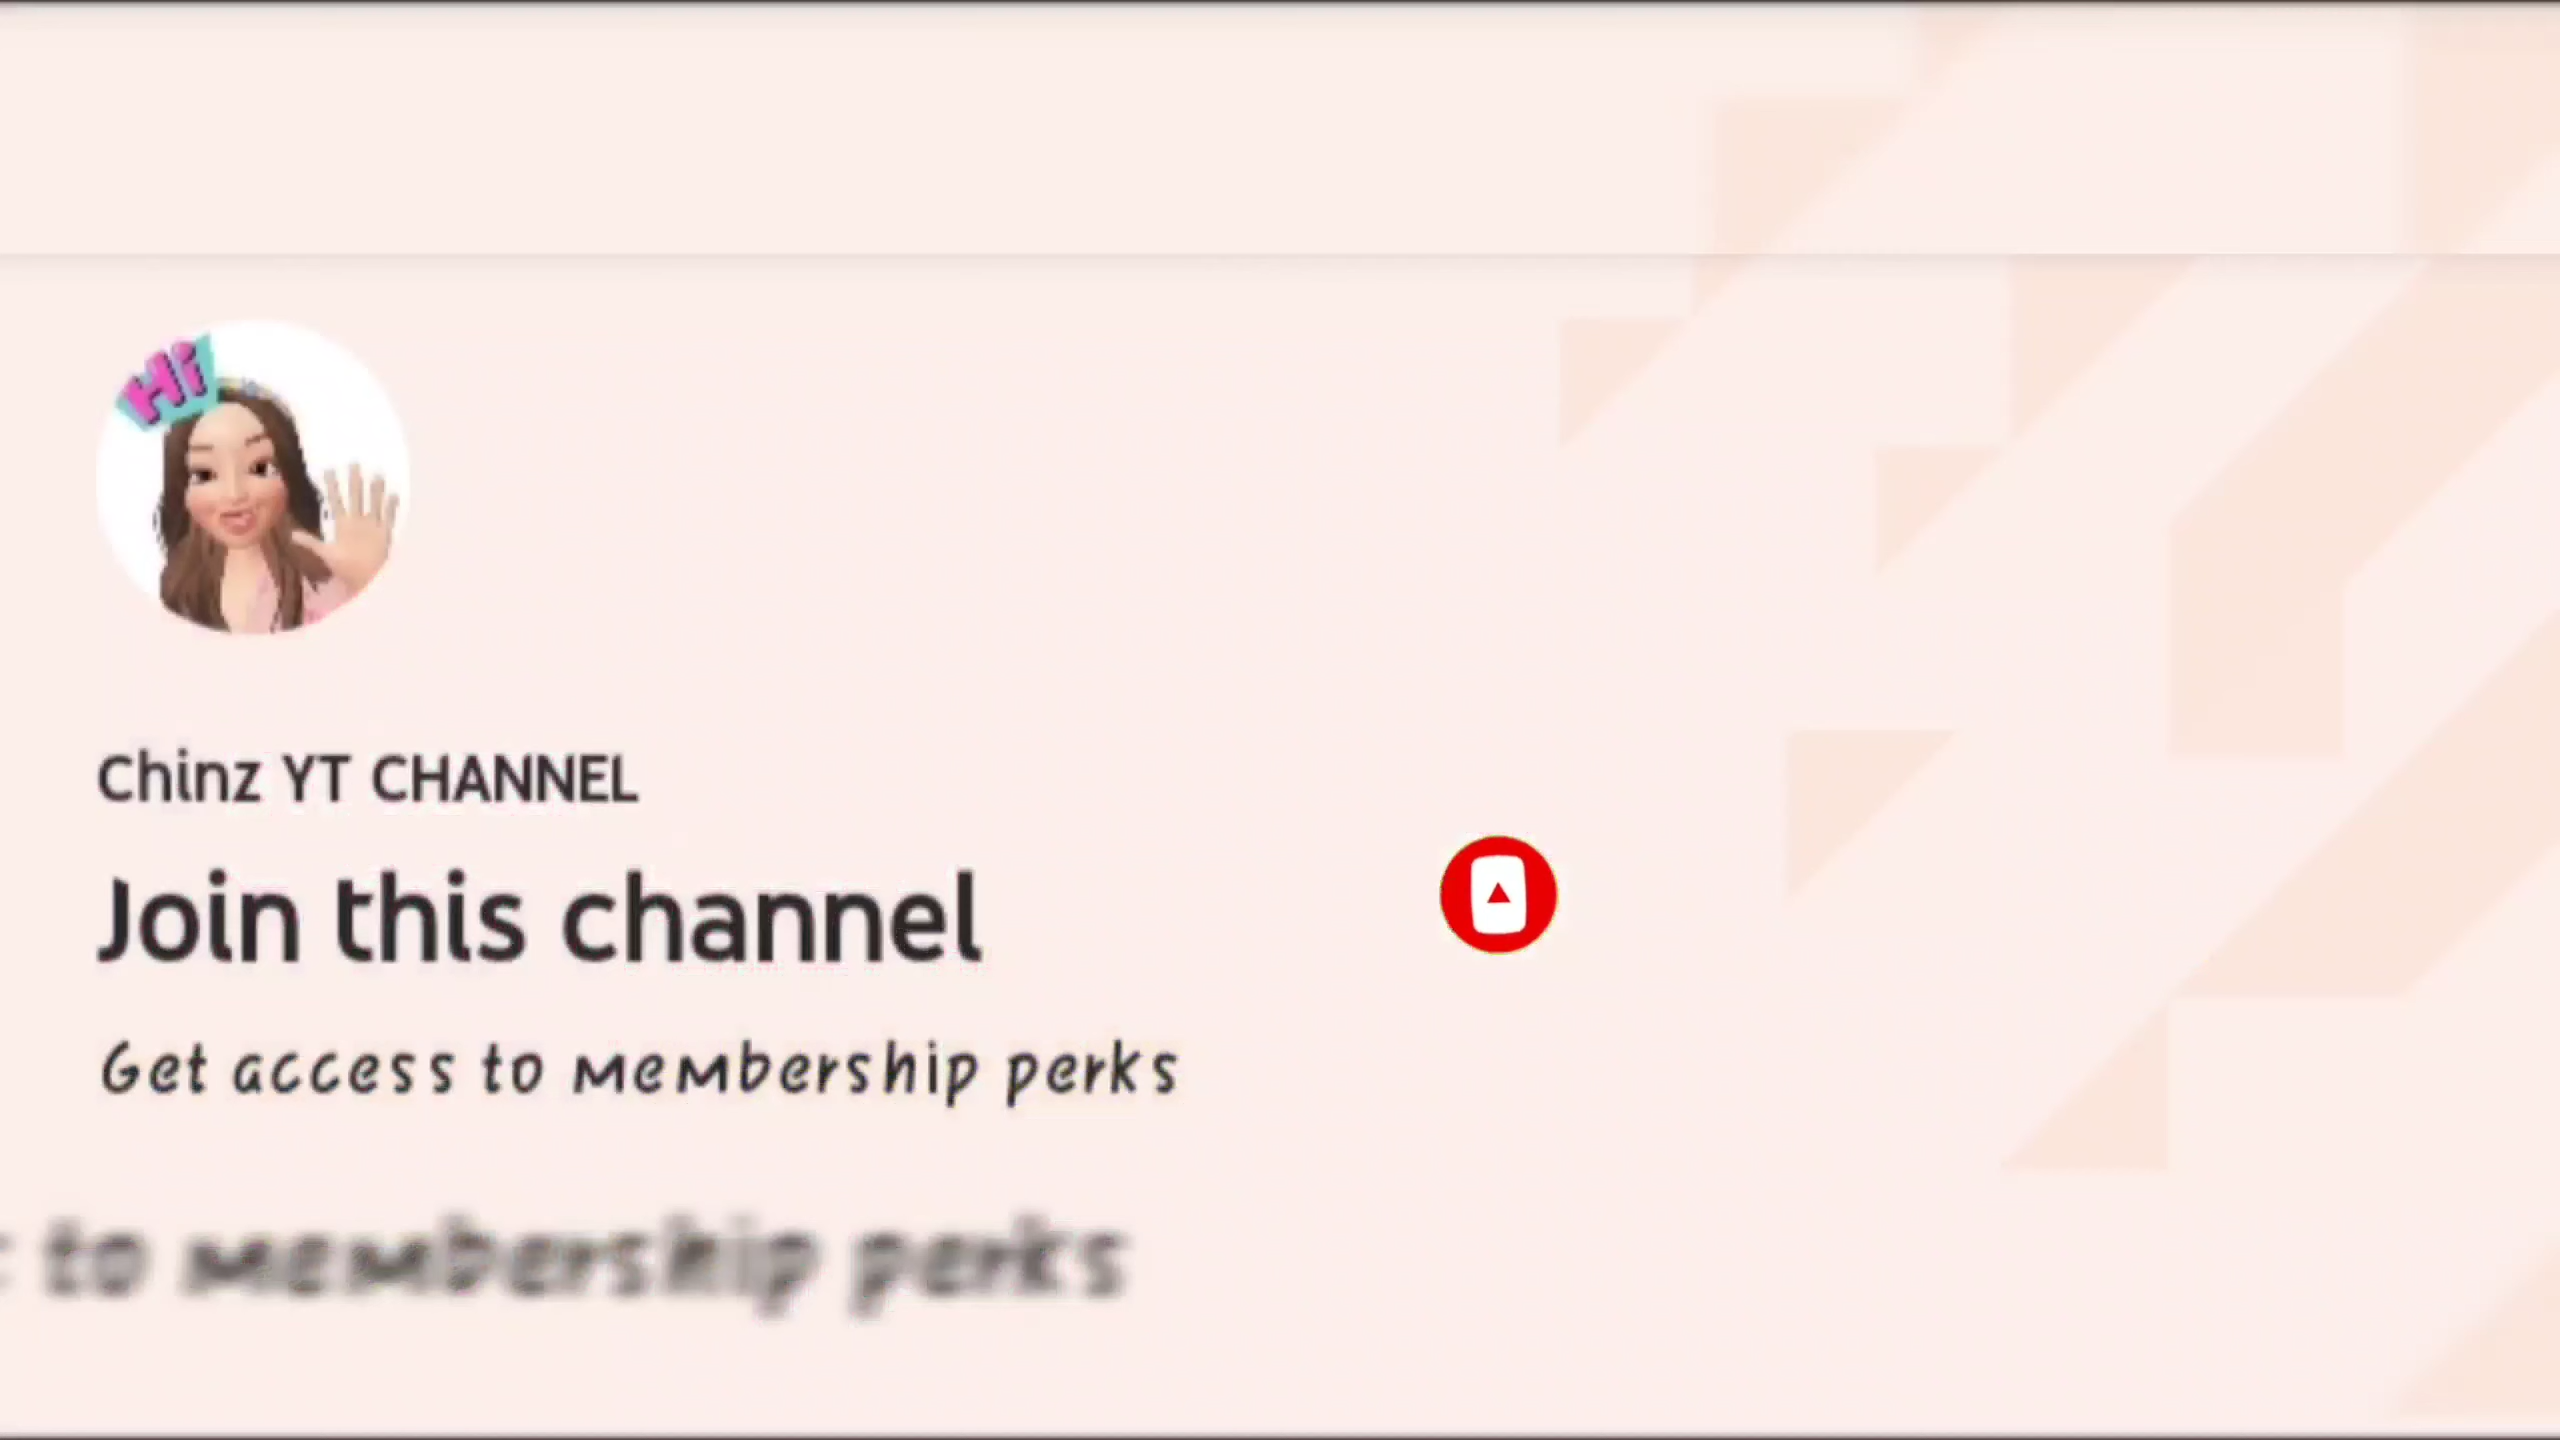 Hi
Chinz YT CHANNEL
Join this channel
Get access to membership perks
to membership perks